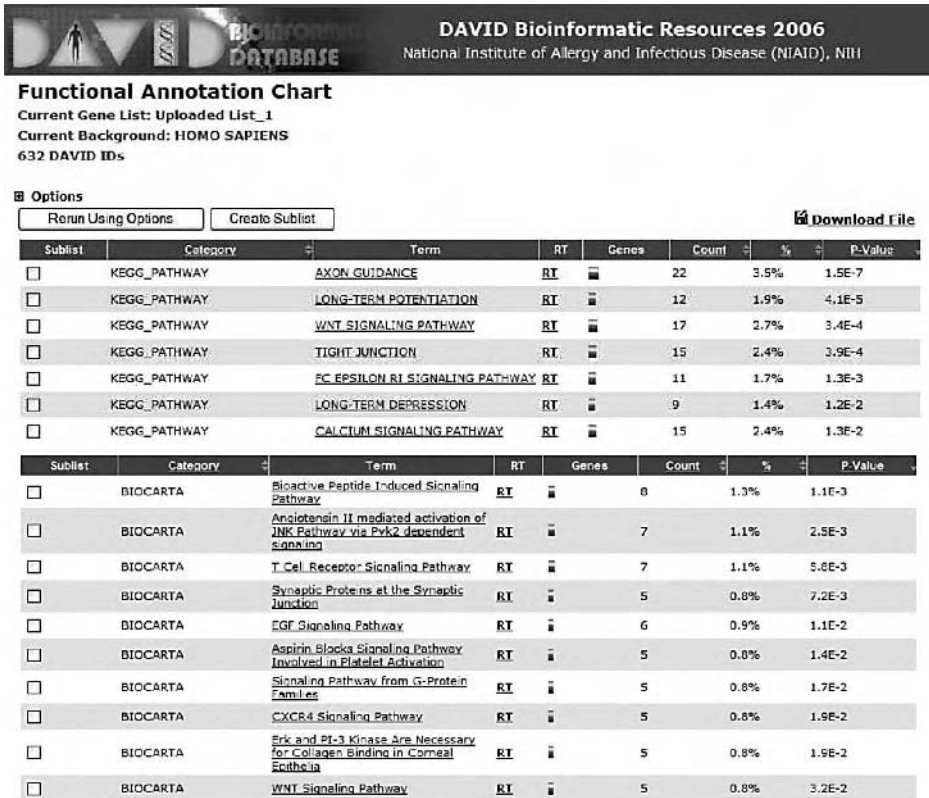 DAVID BIOINFORMATIC DATABASE
DAVID Bioinformatic Resources 2006
National Institute of Allergy and Infectious Disease (NIAID), NIH
Functional Annotation Chart
Current Gene List: Uploaded List_1
Current Background: HOMO SAPIENS
632 DAVID IDs
Options
Rerun Using Options Create Sublist Download File
Sublist Category Term RT Genes Count % P-Value
KEGG_PATHWAY AXON GUIDANCE RT 22 3.5% 1.5E-7
KEGG_PATHWAY LONG-TERM POTENTIATION RT 12 1.9% 4.1E-5
KEGG_PATHWAY WNT SIGNALING PATHWAY RT 17 2.7% 3.4E-4
KEGG_PATHWAY TIGHT JUNCTION RT 15 2.4% 3.9E-4
KEGG_PATHWAY FC EPSILON RI SIGNALING PATHWAY RT 11 1.7% 1.3E-3
KEGG_PATHWAY LONG-TERM DEPRESSION RT 9 1.4% 1.2E-2
KEGG_PATHWAY CALCIUM SIGNALING PATHWAY RT 15 2.4% 1.3E-2
Sublist Category Term RT Genes Count % P-Value
BIOCARTA Bioactive Peptide Induced Signaling
Pathway RT 8 1.3% 1.1E-3
BIOCARTA Angiotensin II mediated activation of
JNK Pathway via Pyk2 dependent
signaling RT 7 1.1% 2.5E-3
BIOCARTA T Cell Receptor Signaling Pathway RT 7 1.1%
BIOCARTA Synaptic Proteins at the Synaptic
Junction RT 5 0.8% 7.2E-3
BIOCARTA EGF Signaling Pathway RT 6 0.9% 1.1E-2
BIOCARTA Aspirin Blocks Signaling Pathway
Involved in Platelet Activation RT 5 0.8% 1.4E-2
BIOCARTA Signaling Pathway from G-Protein
Families RT 5 0.8% 1.7E-2
BIOCARTA CXCR4 Signaling Pathway RT 5 0.8% 1.9E-2
BIOCARTA Erk and PI-3 Kinase Are Necessary
for Collagen Binding in Corneal
Epithelia RT 5 0.8% 1.9E-2
BIOCARTA WNT Signaling Pathway RT 5 0.8% 3.2E-2